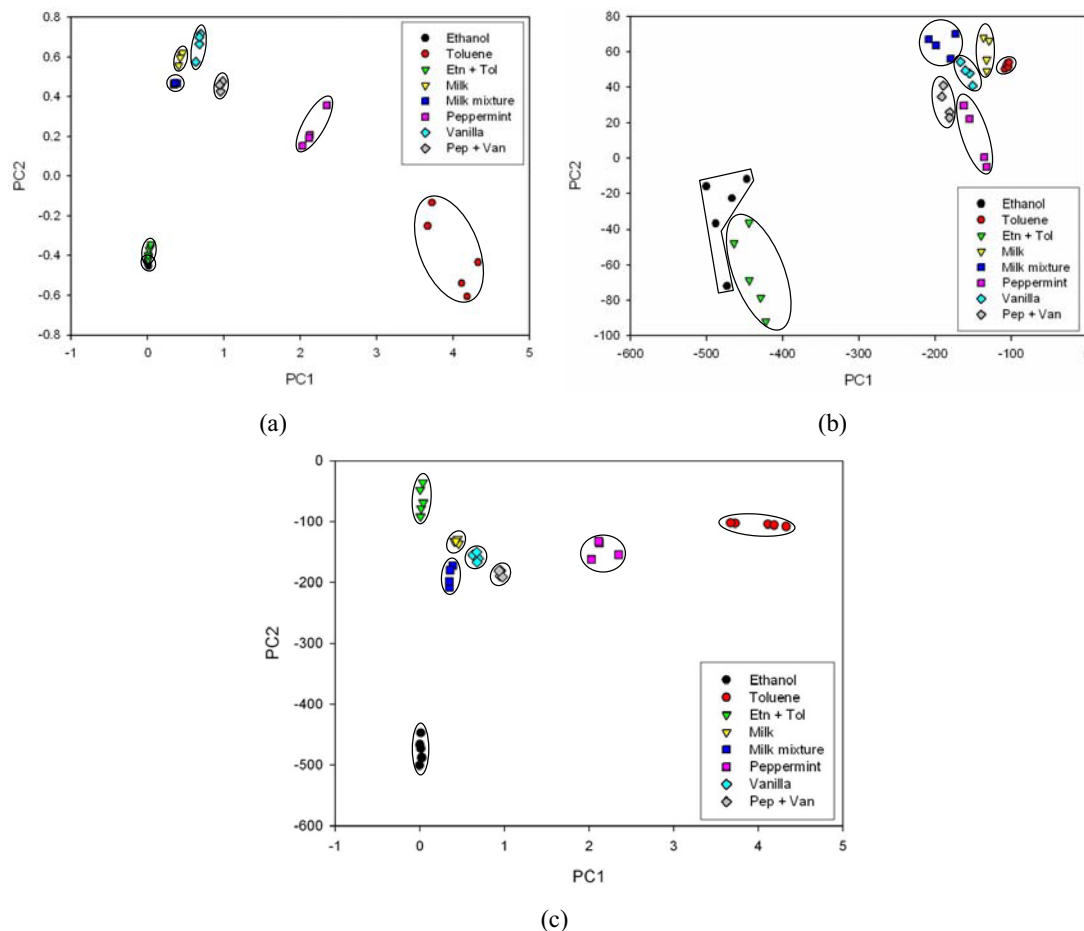 0.8
0.6
0.4
0.2
0.0
-0.2
-0.4
-0.6
-0.8
PC2
-1 0 1 2 3 4 5
PC1
Ethanol
Toluene
Etn + Tol
Milk
Milk mixture
Peppermint
Vanilla
Pep + Van
(a)
80
60
40
20
0
-20
-40
-60
-80
-100
PC2
-600 -500 -400 -300 -200 -100
PC1
Ethanol
Toluene
Etn + Tol
Milk
Milk mixture
Peppermint
Vanilla
Pep + Van
(b)
0
-100
-200
-300
-400
-500
-600
PC2
-1 0 1 2 3 4 5
PC1
Ethanol
Toluene
Etn + Tol
Milk
Milk mixture
Peppermint
Vanilla
Pep + Van
(c)